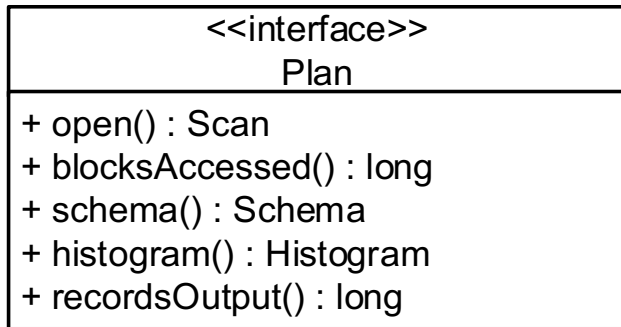 <<interface>>
Plan
+ open() : Scan
+ blocksAccessed() : long
+ schema() : Schema
+ histogram() : Histogram
+ recordsOutput() : long